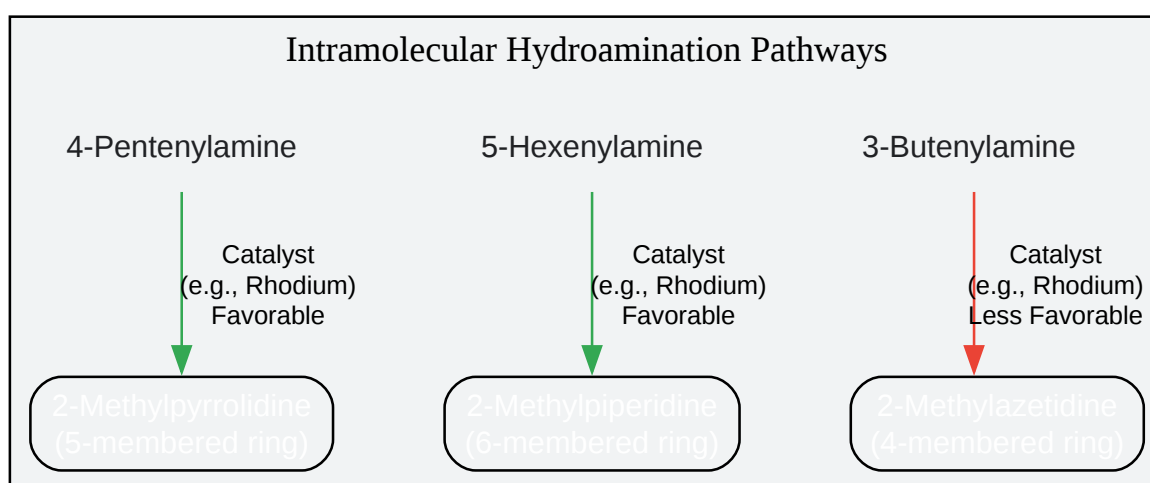 Intramolecular Hydroamination Pathways
4-Pentenylamine
5-Hexenylamine
3-Butenylamine
Catalyst
(e.g., Rhodium)
Favorable
Catalyst
(e.g., Rhodium)
Favorable
Catalyst
(e.g., Rhodium)
Less Favorable
2-Methylpyrrolidine
(5-membered ring)
2-Methylpiperidine
(6-membered ring)
2-Methylazetidine
(4-membered ring)